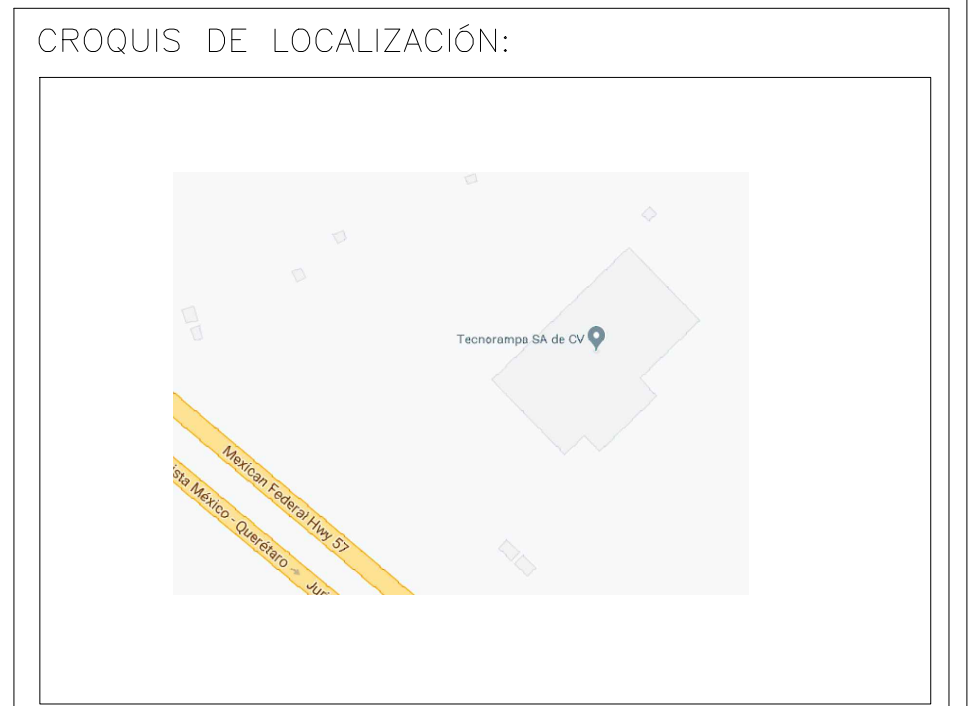 CROQUIS DE LOCALIZACIÓN:
Tecnorampa SA de CV
Mexican Federal Hwy 57
ista México - Querétaro